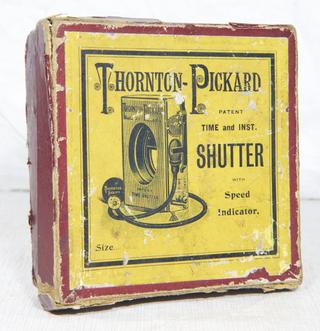 THORNTON-PICKARD
PATENT
TIME and INST.
SHUTTER
WITH
Speed
Indicator.
Size